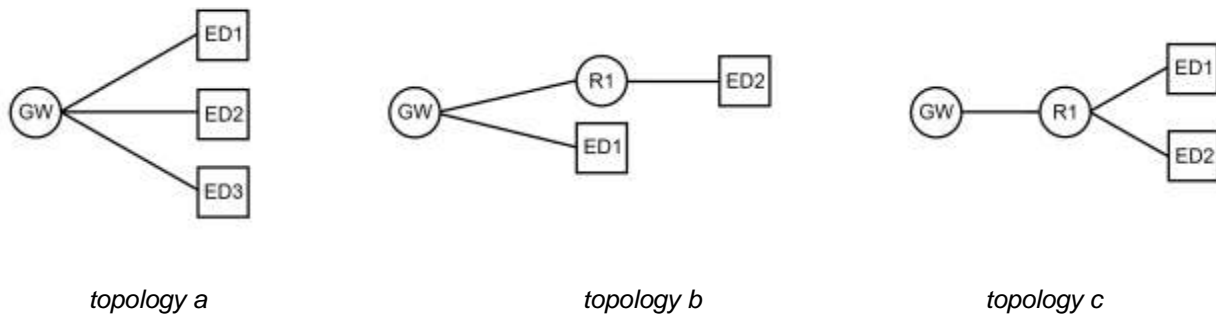 GW
ED1
ED2
ED3
topology a
GW
R1
ED2
ED1
topology b
GW
R1
ED1
ED2
topology c